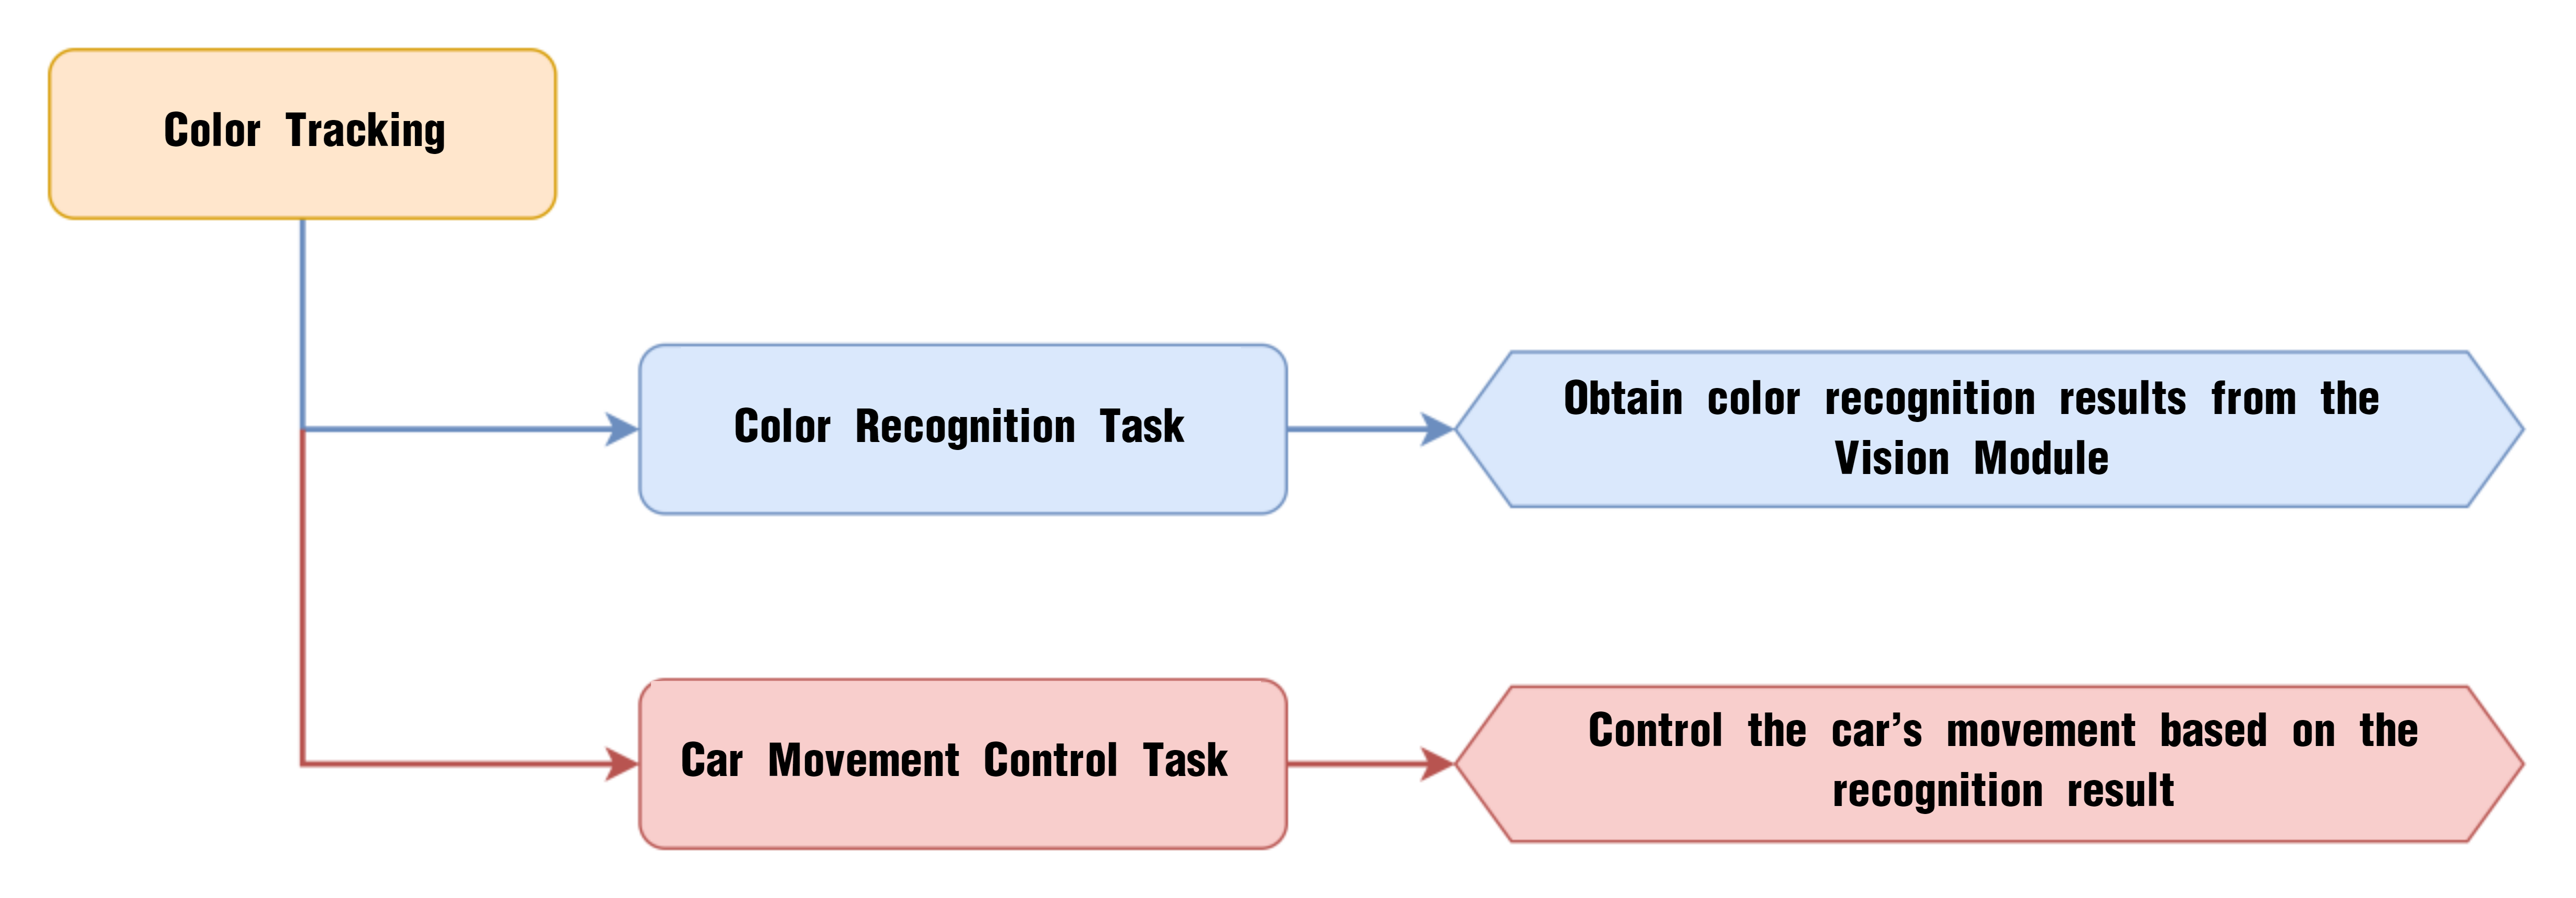 Color Tracking
Color Recognition Task
Obtain color recognition results from the
Vision Module
Car Movement Control Task
Control the car’s movement based on the
recognition result